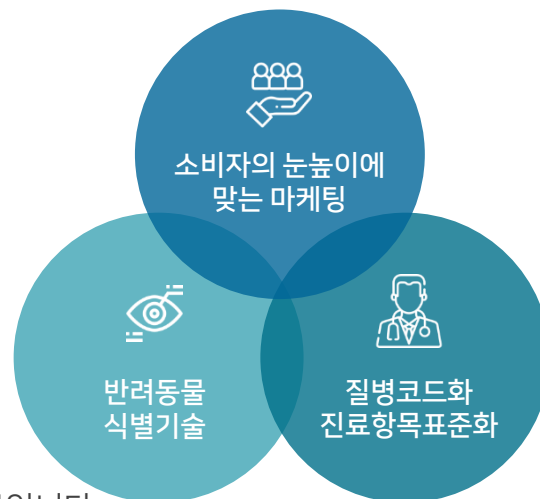 소비자의 눈높이에
맞는 마케팅
반려동물
식별기술
질병코드화
진료항목표준화